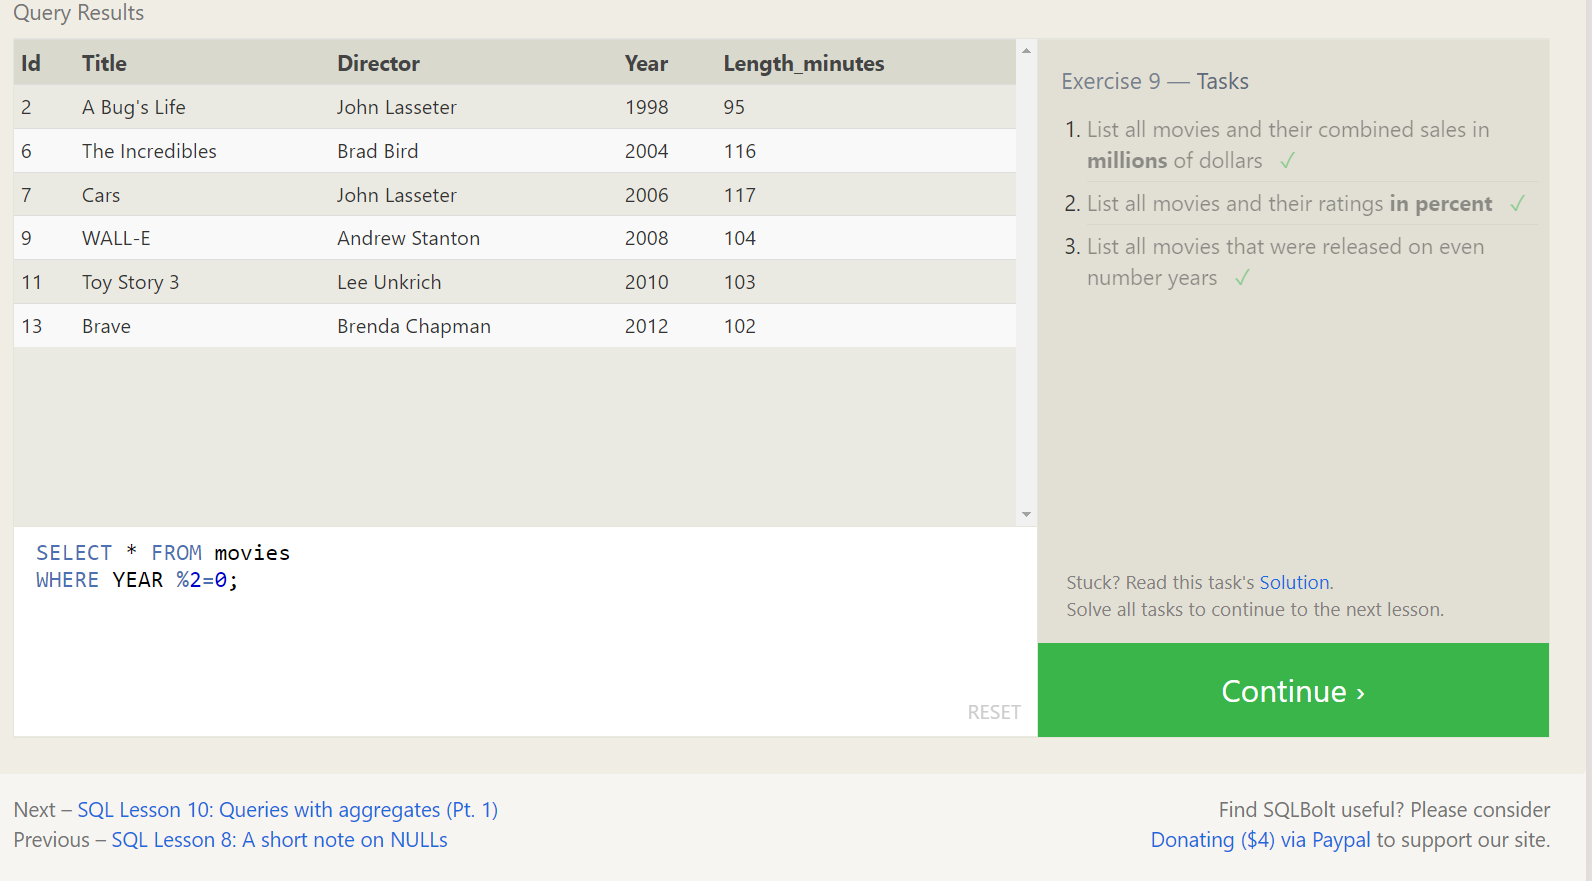 Query Results
Id Title Director Year Length_minutes
2 A Bug's Life John Lasseter 1998 95
6 The Incredibles Brad Bird 2004 116
7 Cars John Lasseter 2006 117
9 WALL-E Andrew Stanton 2008 104
11 Toy Story 3 Lee Unkrich 2010 103
13 Brave Brenda Chapman 2012 102
SELECT * FROM movies
WHERE YEAR %2=0;
RESET
Exercise 9 — Tasks
1. List all movies and their combined sales in
millions of dollars ✓
2. List all movies and their ratings in percent ✓
3. List all movies that were released on even
number years ✓
Stuck? Read this task's Solution.
Solve all tasks to continue to the next lesson.
Continue ›
Next – SQL Lesson 10: Queries with aggregates (Pt. 1)
Previous – SQL Lesson 8: A short note on NULLs
Find SQLBolt useful? Please consider
Donating ($4) via Paypal to support our site.